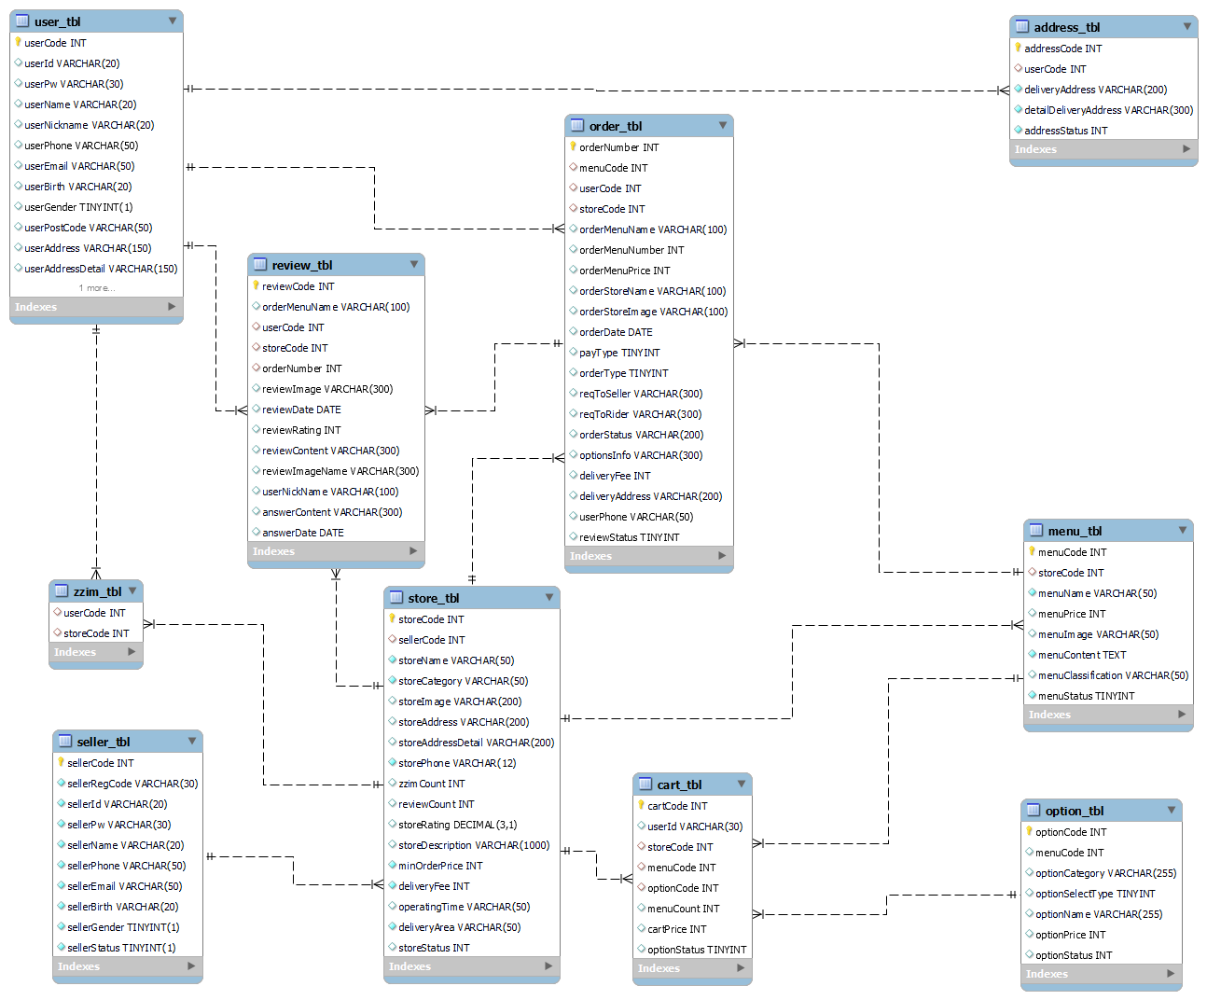 user_tbl
userCode INT
userId VARCHAR(20)
userPw VARCHAR(30)
userName VARCHAR(20)
userNickname VARCHAR(20)
userPhone VARCHAR(50)
userEmail VARCHAR(50)
userBirth VARCHAR(20)
userGender TINYINT(1)
userPostCode VARCHAR(50)
userAddress VARCHAR(150)
userAddressDetail VARCHAR(150)
1 more...
Indexes
address_tbl
addressCode INT
userCode INT
deliveryAddress VARCHAR(200)
detailDeliveryAddress VARCHAR(300)
addressStatus INT
Indexes
order_tbl
orderNumber INT
menuCode INT
userCode INT
storeCode INT
orderMenuName VARCHAR(100)
orderMenuNumber INT
orderMenuPrice INT
orderStoreName VARCHAR(100)
orderStoreImage VARCHAR(100)
orderDate DATE
payType TINYINT
orderType TINYINT
reqToSeller VARCHAR(300)
reqToRider VARCHAR(300)
orderStatus VARCHAR(200)
optionsInfo VARCHAR(300)
deliveryFee INT
deliveryAddress VARCHAR(200)
userPhone VARCHAR(50)
reviewStatus TINYINT
Indexes
review_tbl
reviewCode INT
orderMenuName VARCHAR(100)
userCode INT
storeCode INT
orderNumber INT
reviewImage VARCHAR(300)
reviewDate DATE
reviewRating INT
reviewContent VARCHAR(300)
reviewImageName VARCHAR(300)
userNickName VARCHAR(100)
answerContent VARCHAR(300)
answerDate DATE
Indexes
menu_tbl
menuCode INT
storeCode INT
menuName VARCHAR(50)
menuPrice INT
menuImage VARCHAR(50)
menuContent TEXT
menuClassification VARCHAR(50)
menuStatus TINYINT
Indexes
zzim_tbl
userCode INT
storeCode INT
Indexes
store_tbl
storeCode INT
sellerCode INT
storeName VARCHAR(50)
storeCategory VARCHAR(50)
storeImage VARCHAR(200)
storeAddress VARCHAR(200)
storeAddressDetail VARCHAR(200)
storePhone VARCHAR(12)
zzimCount INT
reviewCount INT
storeRating DECIMAL(3,1)
storeDescription VARCHAR(1000)
minOrderPrice INT
deliveryFee INT
operatingTime VARCHAR(50)
deliveryArea VARCHAR(50)
storeStatus INT
Indexes
seller_tbl
sellerCode INT
sellerRegCode VARCHAR(30)
sellerId VARCHAR(20)
sellerPw VARCHAR(30)
sellerName VARCHAR(20)
sellerPhone VARCHAR(50)
sellerEmail VARCHAR(50)
sellerBirth VARCHAR(20)
sellerGender TINYINT(1)
sellerStatus TINYINT(1)
Indexes
cart_tbl
cartCode INT
userId VARCHAR(30)
storeCode INT
menuCode INT
optionCode INT
menuCount INT
cartPrice INT
optionStatus TINYINT
Indexes
option_tbl
optionCode INT
menuCode INT
optionCategory VARCHAR(255)
optionSelectType TINYINT
optionName VARCHAR(255)
optionPrice INT
optionStatus INT
Indexes